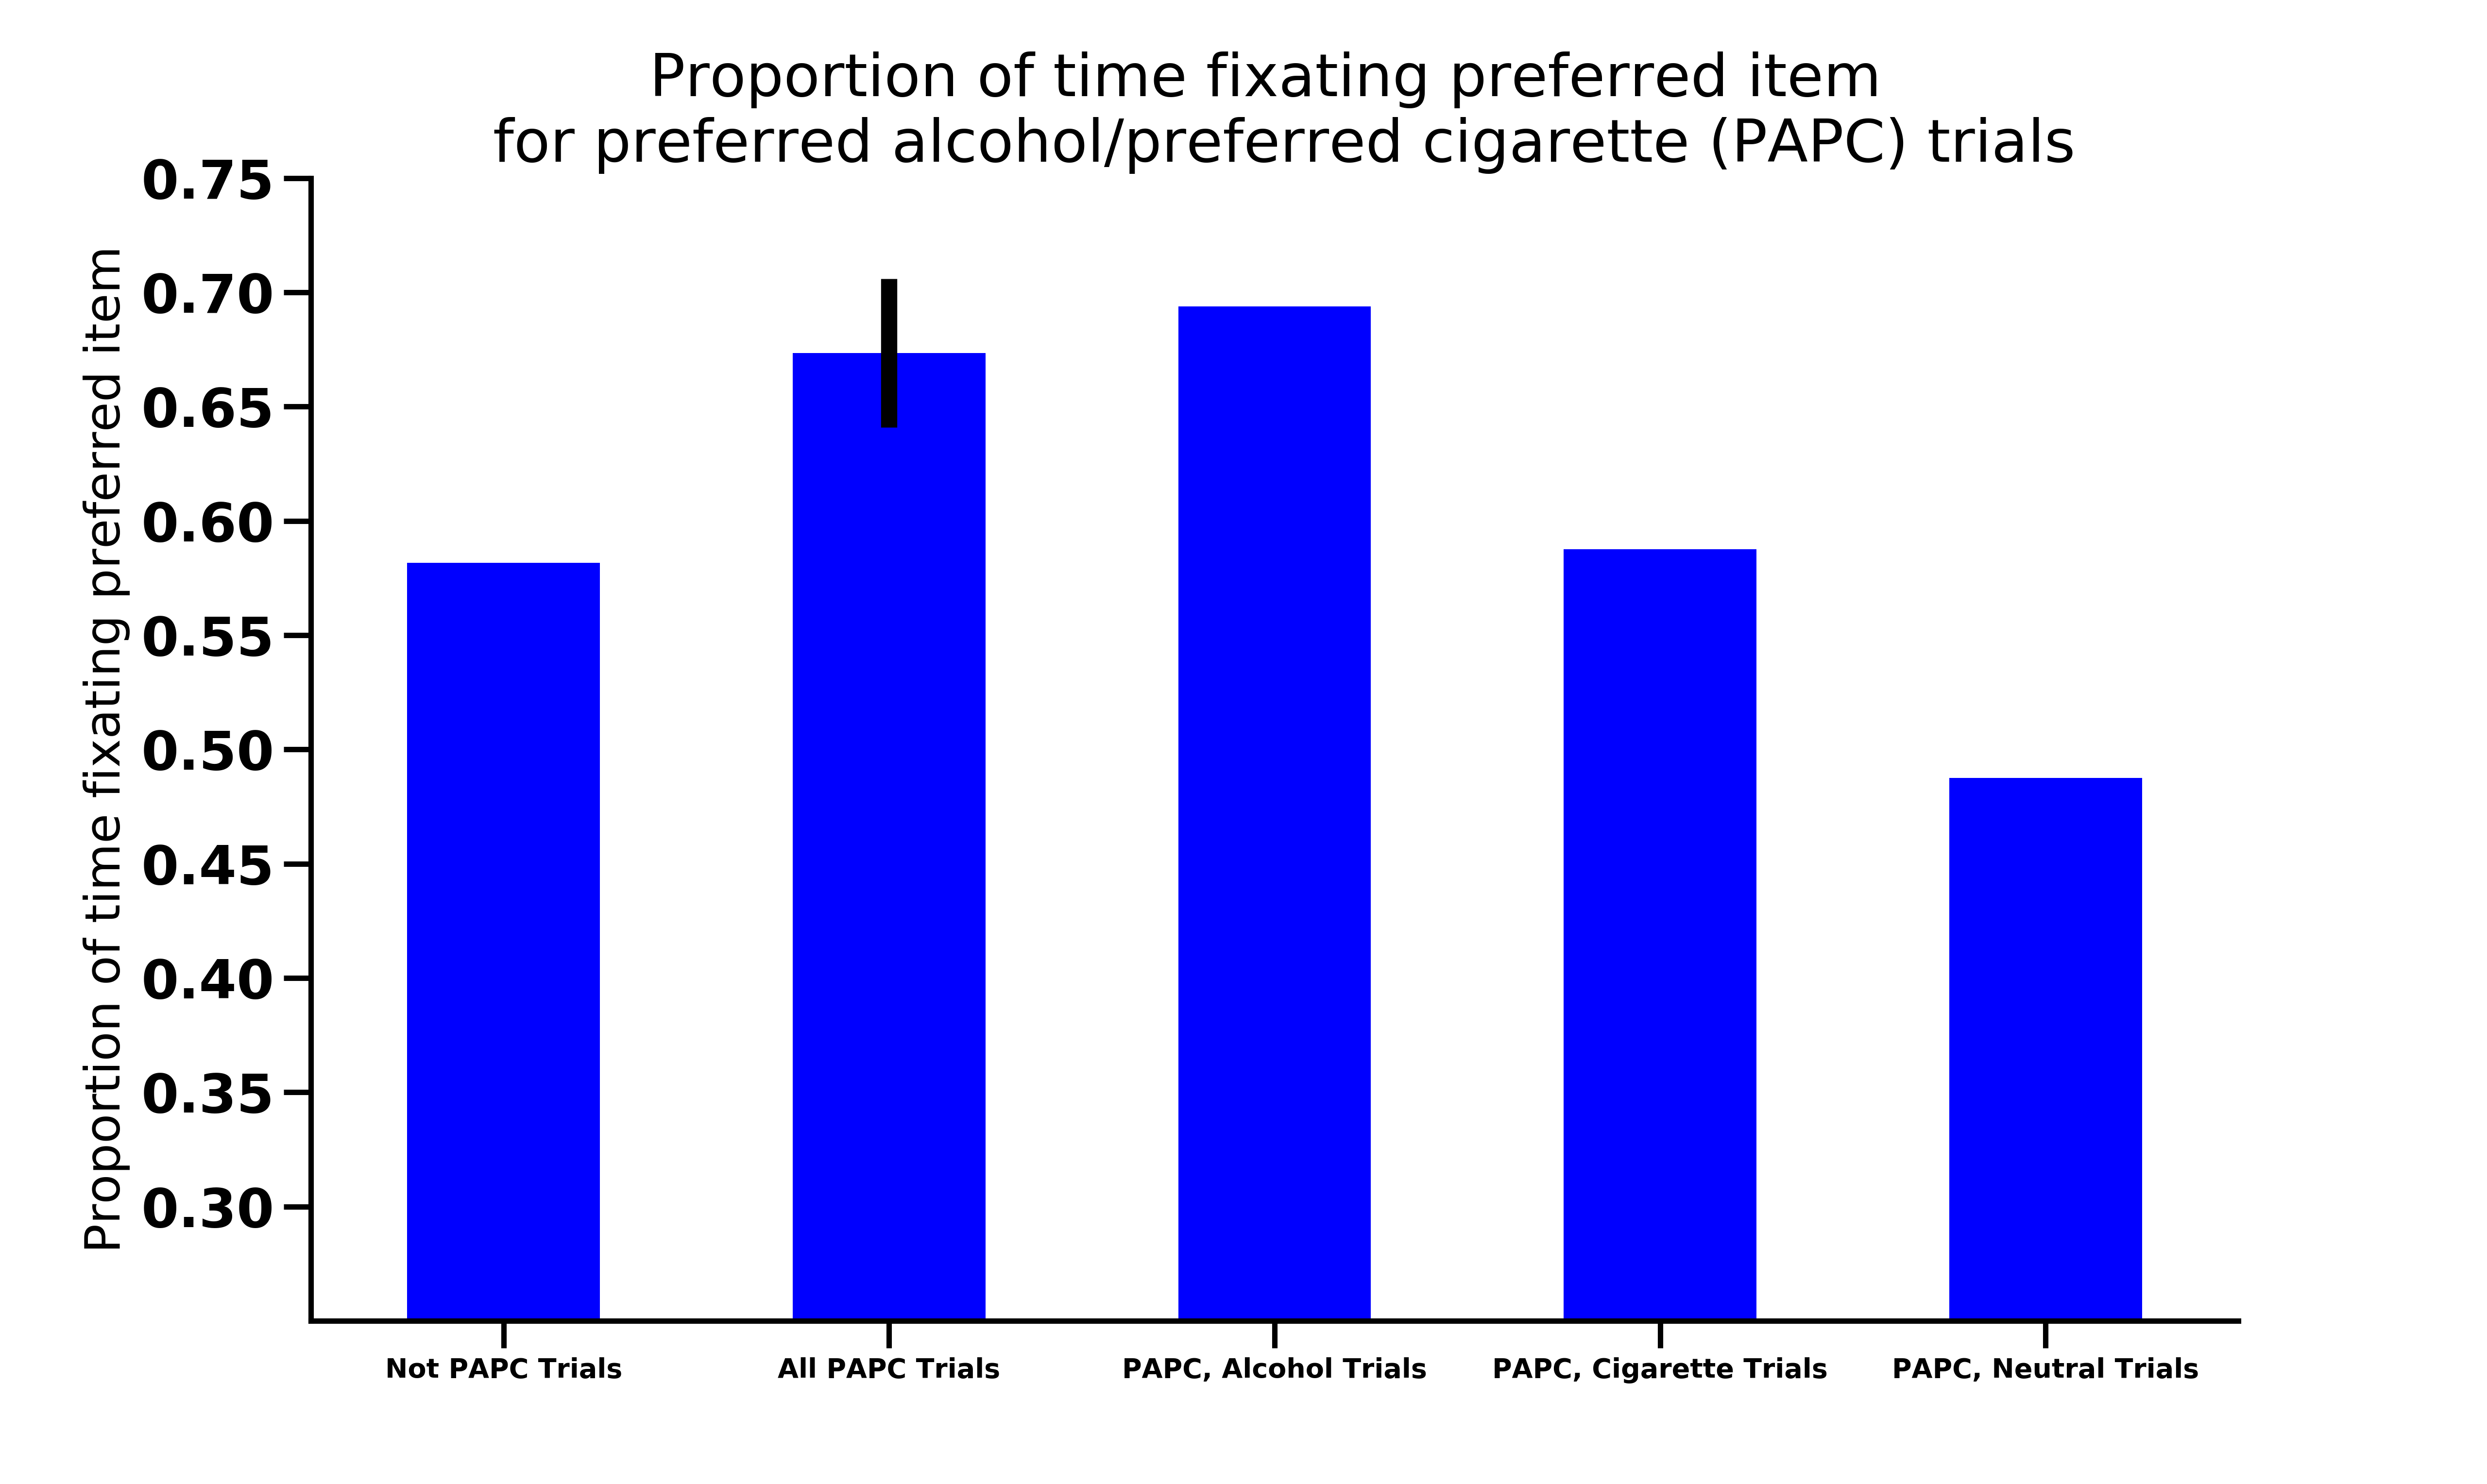 Proportion of time fixating preferred item
for preferred alcohol/preferred cigarette (PAPC) trials
Proportion of time fixating preferred item
0.75
0.70
0.65
0.60
0.55
0.50
0.45
0.40
0.35
0.30
Not PAPC Trials
All PAPC Trials
PAPC, Alcohol Trials
PAPC, Cigarette Trials
PAPC, Neutral Trials